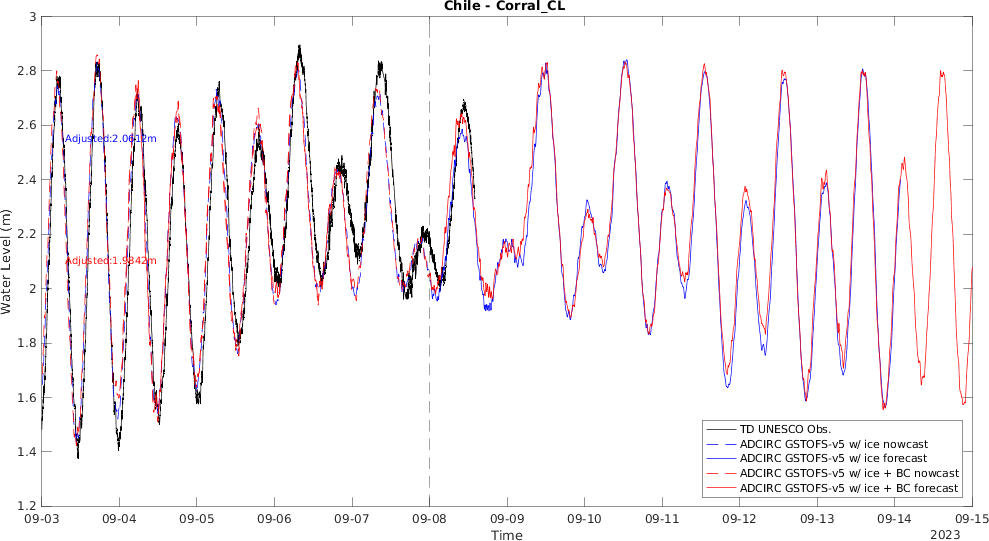 Chile - Corral_CL
3
2.8
2.6
2.4
2.2
2
1.8
1.6
1.4
1.2
Water Level (m)
Adjusted:2.0612m
Adjusted:1.9342m
TD UNESCO Obs.
ADCIRC GSTOFS-v5 w/ ice nowcast
ADCIRC GSTOFS-v5 w/ ice forecast
ADCIRC GSTOFS-v5 w/ ice + BC nowcast
ADCIRC GSTOFS-v5 w/ ice + BC forecast
09-03 09-04 09-05 09-06 09-07 09-08 09-09 09-10 09-11 09-12 09-13 09-14 09-15
Time
2023